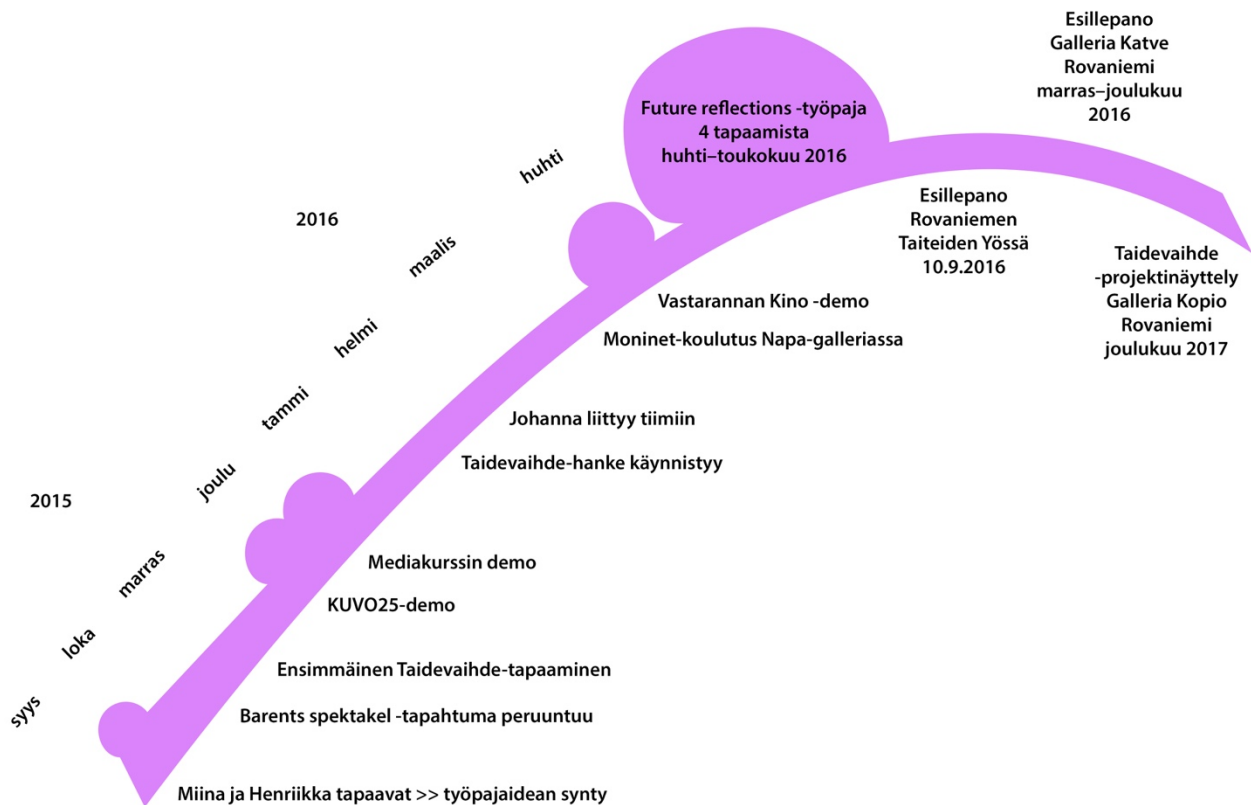 Esillepano
Galleria Katve
Rovaniemi
marras–joulukuu
2016
Future reflections -työpaja
4 tapaamista
huhti–toukokuu 2016
huhti
2016
maalis
helmi
tammi
joulu
2015
marras
loka
syys
Esillepano
Rovaniemen
Taiteiden Yössä
10.9.2016
Taidevaihde
-projektinäyttely
Galleria Kopio
Rovaniemi
joulukuu 2017
Vastarannan Kino -demo
Moninet-koulutus Napa-galleriassa
Johanna liittyy tiimiin
Taidevaihde-hanke käynnistyy
Mediakurssin demo
KUVO25-demo
Ensimmäinen Taidevaihde-tapaaminen
Barents spektakel -tapahtuma peruuntuu
Miina ja Henriikka tapaavat >> työpajaidean synty